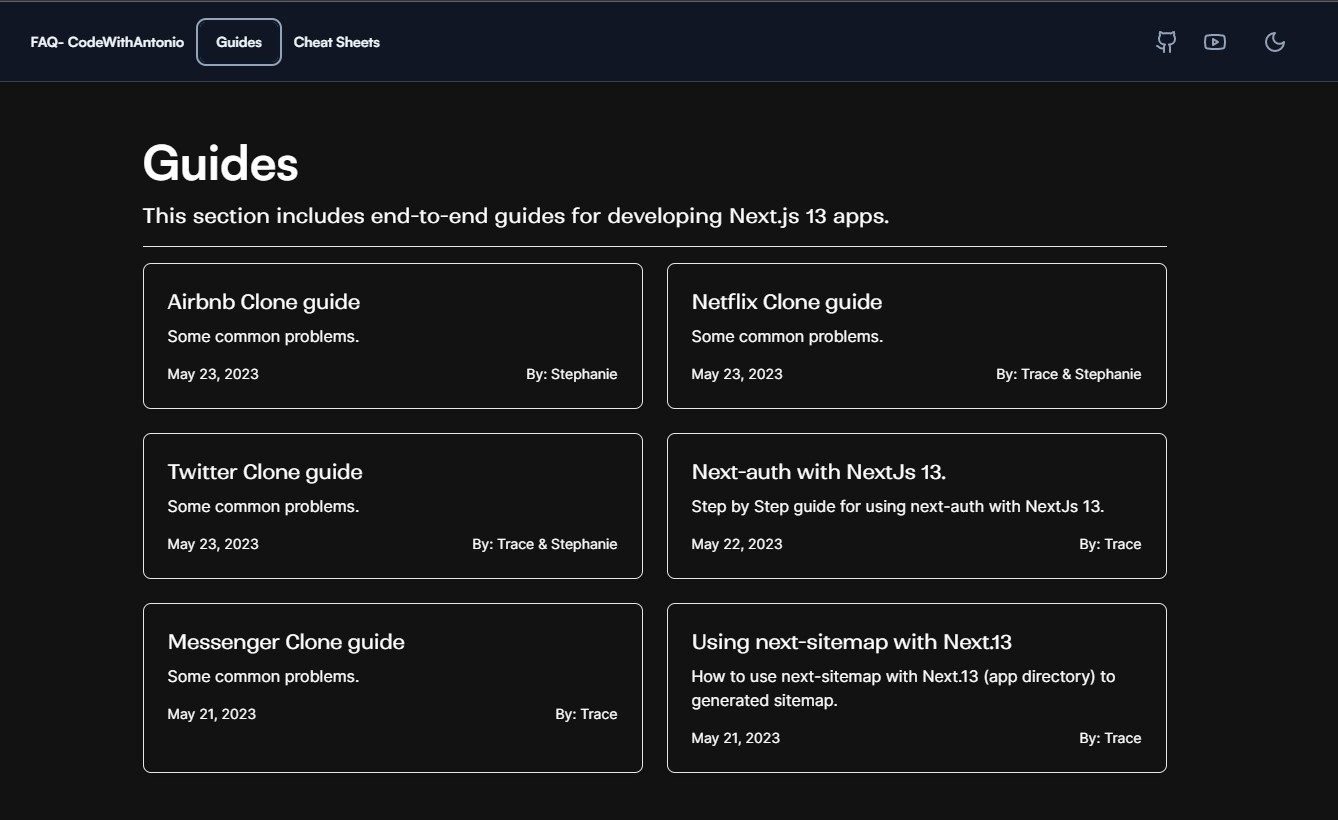 FAQ- CodeWithAntonio Guides Cheat Sheets
Guides
This section includes end-to-end guides for developing Next.js 13 apps.
Airbnb Clone guide
Some common problems.
May 23, 2023 By: Stephanie
Netflix Clone guide
Some common problems.
May 23, 2023 By: Trace & Stephanie
Twitter Clone guide
Some common problems.
May 23, 2023 By: Trace & Stephanie
Next-auth with NextJs 13.
Step by Step guide for using next-auth with NextJs 13.
May 22, 2023 By: Trace
Messenger Clone guide
Some common problems.
May 21, 2023 By: Trace
Using next-sitemap with Next.13
How to use next-sitemap with Next.13 (app directory) to
generated sitemap.
May 21, 2023 By: Trace